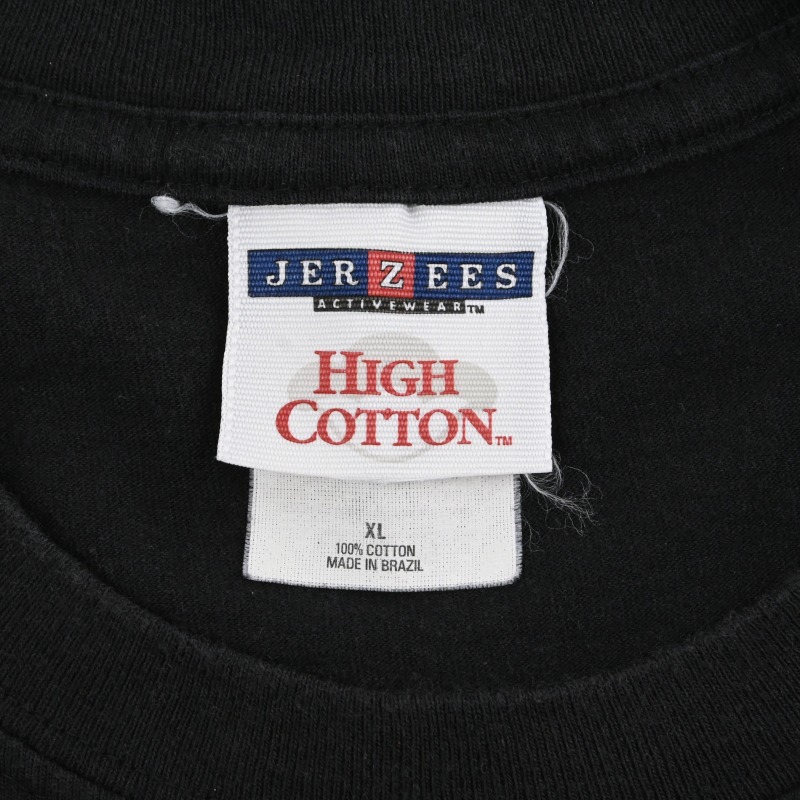 JERZEES
ACTIVEWEAR™
HIGH
COTTON™
XL
100% COTTON
MADE IN BRAZIL